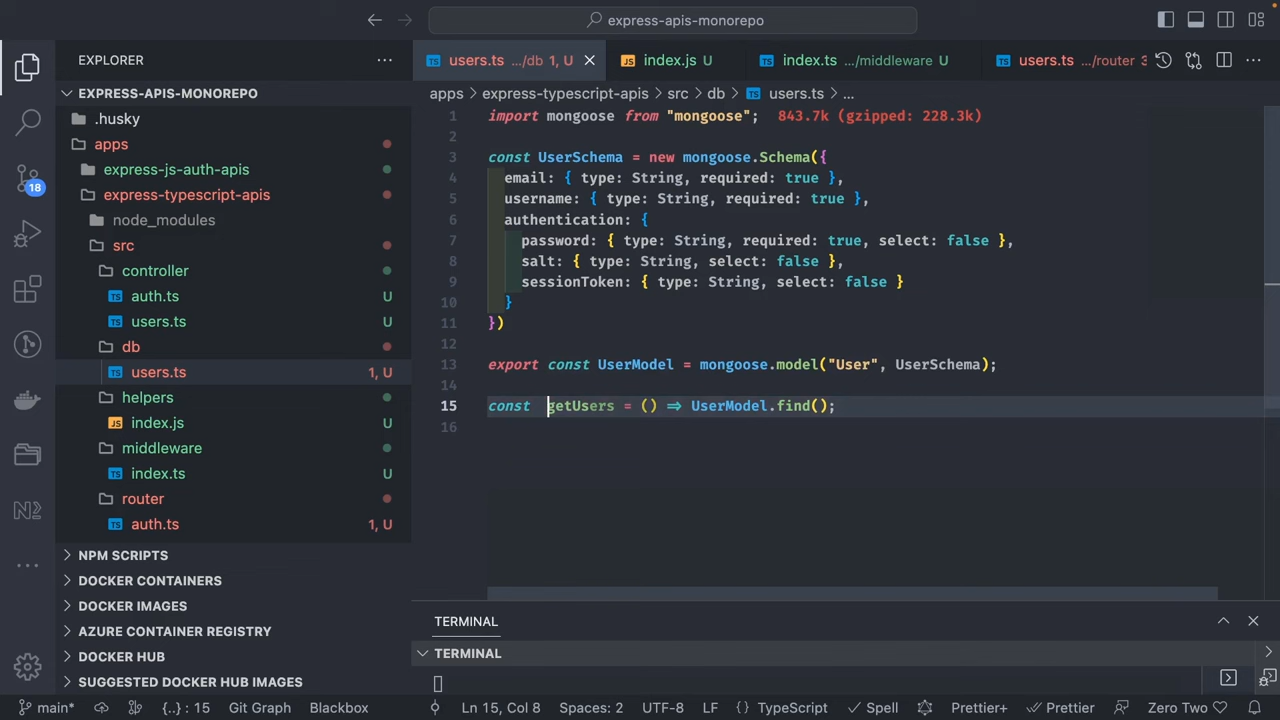 express-apis-monorepo
EXPLORER
users.ts .../db 1, U
index.js U
index.ts .../middleware U
users.ts .../router 3
EXPRESS-APIS-MONOREPO
apps > express-typescript-apis > src > db > users.ts > ...
.husky
apps
express-js-auth-apis
express-typescript-apis
node_modules
src
controller
auth.ts U
users.ts U
db
users.ts 1, U
helpers
index.js U
middleware
index.ts U
router
auth.ts 1, U
NPM SCRIPTS
DOCKER CONTAINERS
DOCKER IMAGES
AZURE CONTAINER REGISTRY
DOCKER HUB
SUGGESTED DOCKER HUB IMAGES
18
1 import mongoose from "mongoose"; 843.7k (gzipped: 228.3k)
2
3 const UserSchema = new mongoose.Schema({
4 email: { type: String, required: true },
5 username: { type: String, required: true },
6 authentication: {
7 password: { type: String, required: true, select: false },
8 salt: { type: String, select: false },
9 sessionToken: { type: String, select: false }
10 }
11 })
12
13 export const UserModel = mongoose.model("User", UserSchema);
14
15 const getUsers = () => UserModel.find();
16
TERMINAL
TERMINAL
main* {..} : 15 Git Graph Blackbox Ln 15, Col 8 Spaces: 2 UTF-8 LF {} TypeScript Spell Prettier+ Prettier Zero Two